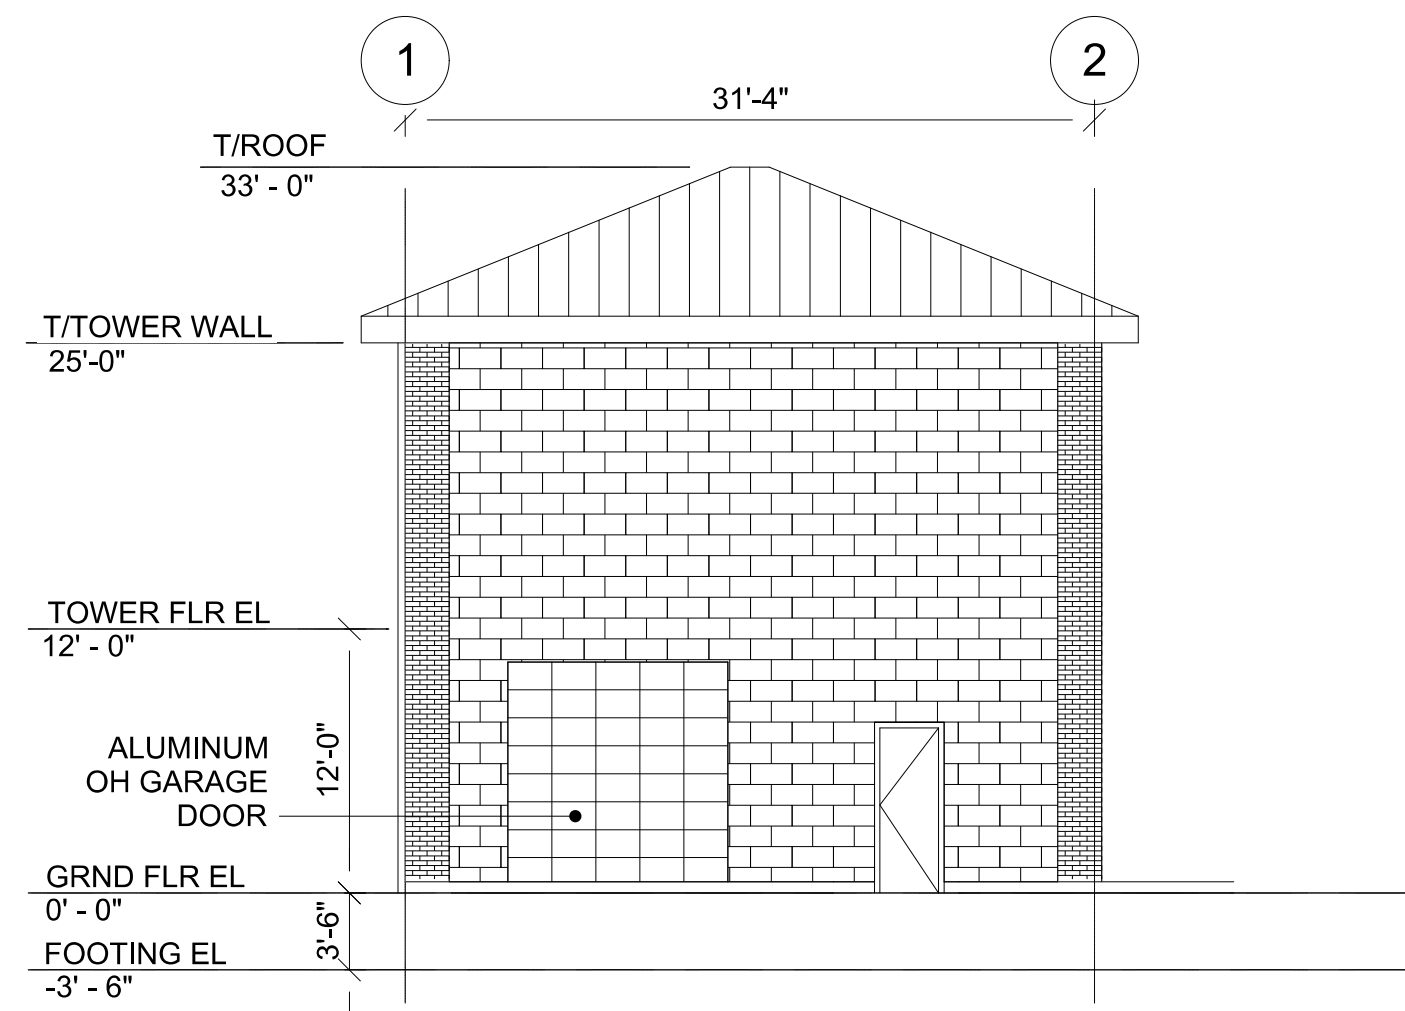 1
2
31'-4"
T/ROOF
33' - 0"
T/TOWER WALL
25'-0"
TOWER FLR EL
12' - 0"
12'-0"
ALUMINUM
OH GARAGE
DOOR
GRND FLR EL
0' - 0"
3'-6"
FOOTING EL
-3' - 6"